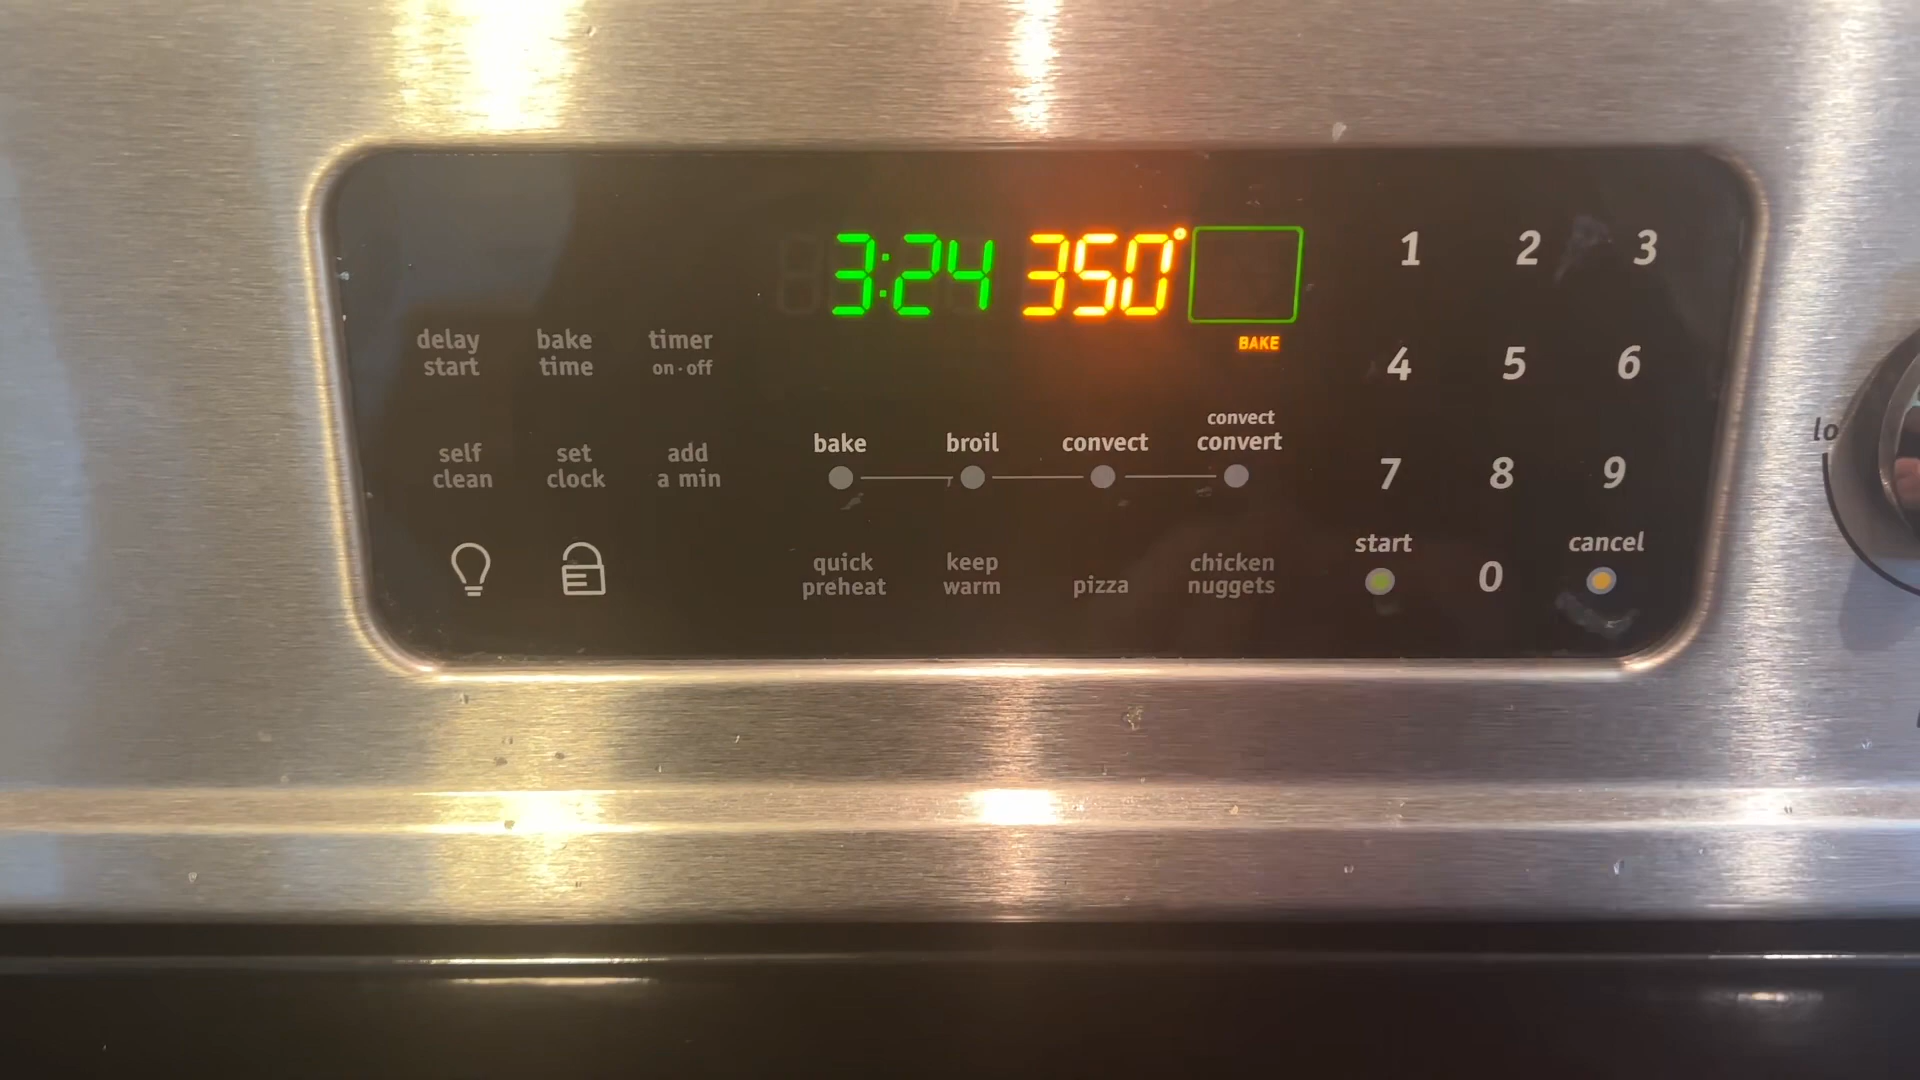 3:24 350°
BAKE
1 2 3
4 5 6
7 8 9
0
delay start
bake time
timer on·off
self clean
set clock
add a min
bake
broil
convect
convect convert
quick preheat
keep warm
pizza
chicken nuggets
start
cancel
lo